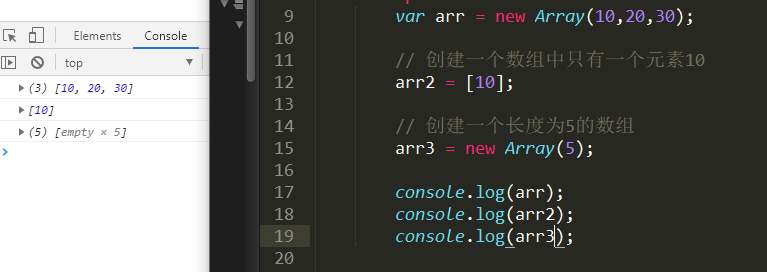 Elements Console
top
(3) [10, 20, 30]
[10]
(5) [empty × 5]
9 var arr = new Array(10,20,30);
10
11 // 创建一个数组中只有一个元素10
12 arr2 = [10];
13
14 // 创建一个长度为5的数组
15 arr3 = new Array(5);
16
17 console.log(arr);
18 console.log(arr2);
19 console.log(arr3);
20